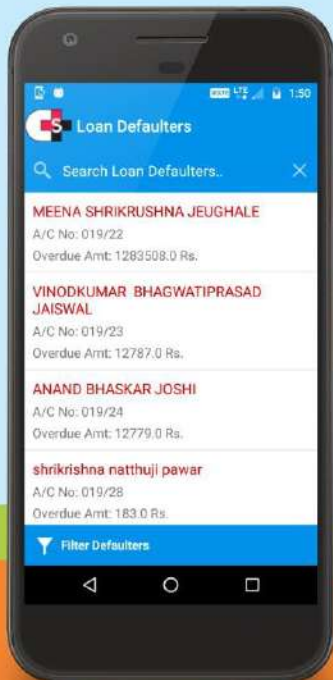 VoLTE LTE 1:50
S Loan Defaulters
Search Loan Defaulters..
MEENA SHRIKRUSHNA JEUGHALE
A/C No: 019/22
Overdue Amt: 1283508.0 Rs.
VINODKUMAR BHAGWATIPRASAD
JAISWAL
A/C No: 019/23
Overdue Amt: 12787.0 Rs.
ANAND BHASKAR JOSHI
A/C No: 019/24
Overdue Amt: 12779.0 Rs.
shrikrishna natthuji pawar
A/C No: 019/28
Overdue Amt: 183.0 Rs.
Filter Defaulters